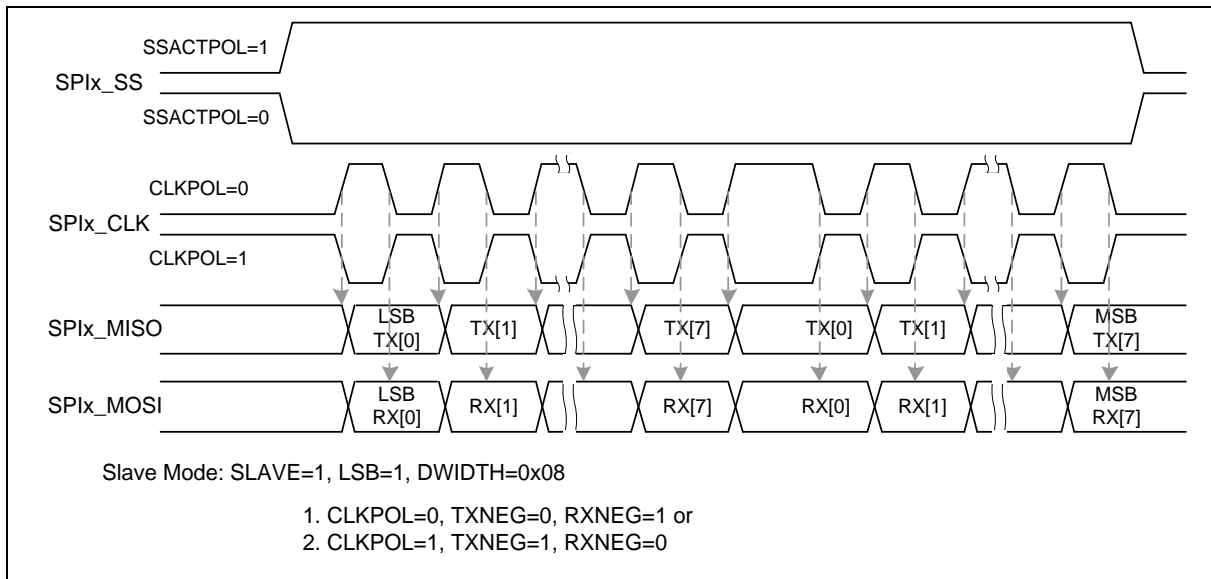 SSACTPOL=1
SPIx_SS
SSACTPOL=0
CLKPOL=0
SPIx_CLK
CLKPOL=1
SPIx_MISO
LSB
TX[0]
TX[1]
TX[7]
TX[0]
TX[1]
MSB
TX[7]
SPIx_MOSI
LSB
RX[0]
RX[1]
RX[7]
RX[0]
RX[1]
MSB
RX[7]
Slave Mode: SLAVE=1, LSB=1, DWIDTH=0x08
1. CLKPOL=0, TXNEG=0, RXNEG=1 or
2. CLKPOL=1, TXNEG=1, RXNEG=0